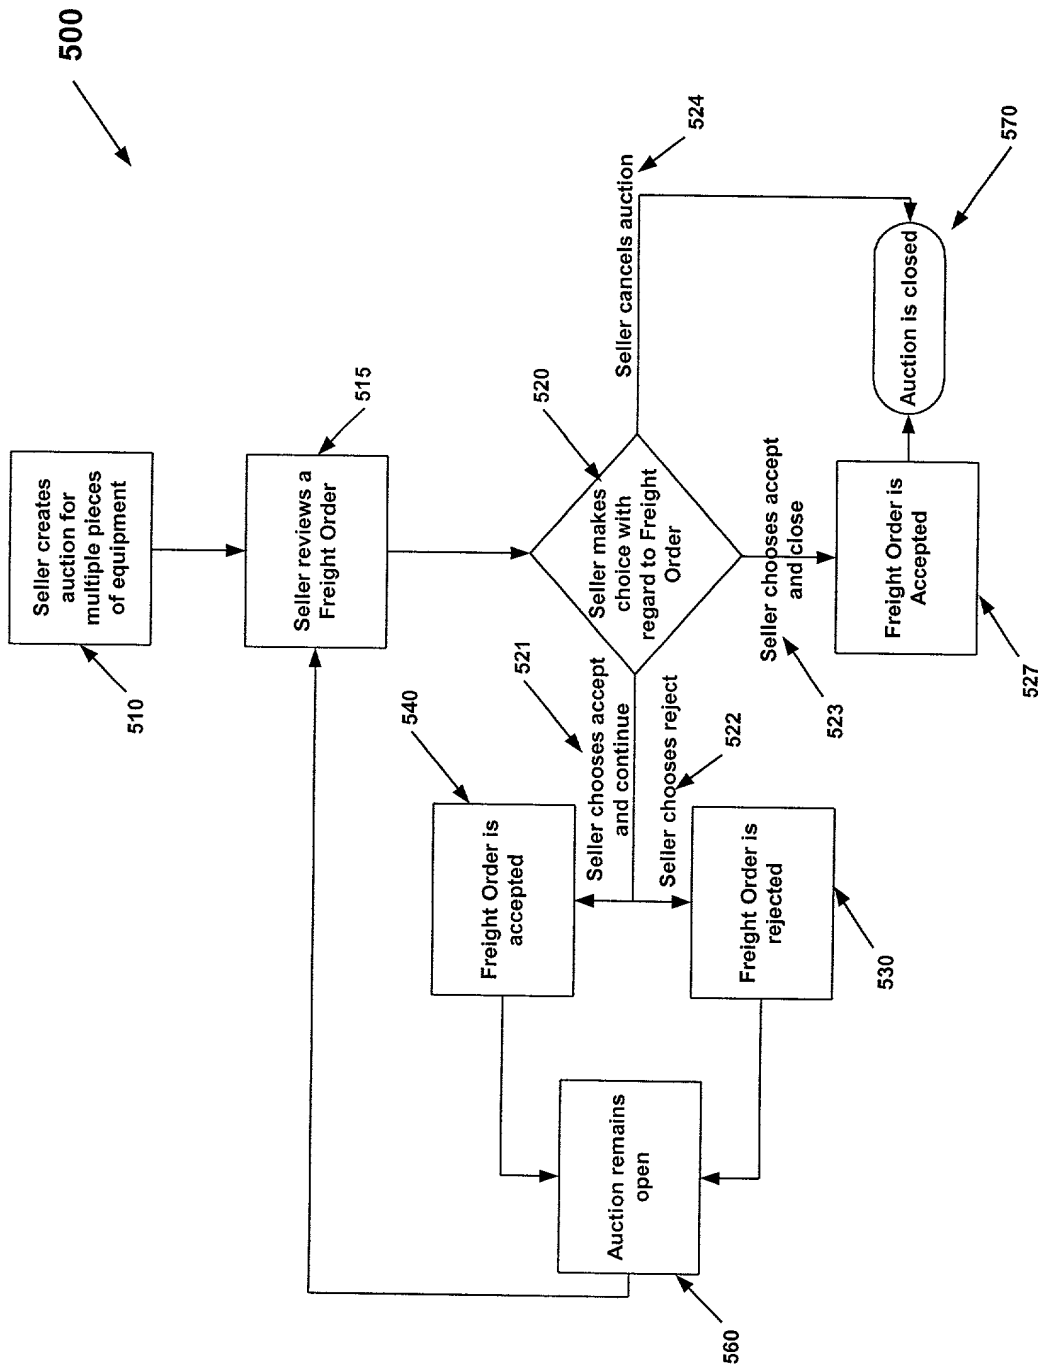 500
Seller creates
auction for
multiple pieces
of equipment
510
Seller reviews a
Freight Order
515
Seller makes
choice with
regard to Freight
Order
520
Seller chooses accept
and continue
521
Seller chooses reject
522
Seller chooses accept
and close
523
Seller cancels auction
524
Freight Order is
accepted
540
Freight Order is
rejected
530
Auction remains
open
560
Freight Order is
Accepted
527
Auction is closed
570